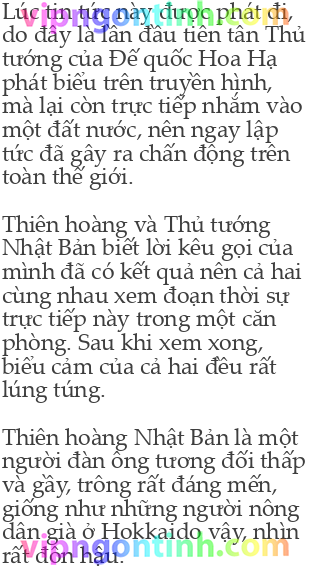 Lúc tin tức này được phát đi,
do đây là lần đầu tiên tân Thủ
tướng của Đế quốc Hoa Hạ
phát biểu trên truyền hình,
mà lại còn trực tiếp nhắm vào
một đất nước, nên ngay lập
tức đã gây ra chấn động trên
toàn thế giới.
Thiên hoàng và Thủ tướng
Nhật Bản biết lời kêu gọi của
mình đã có kết quả nên cả hai
cùng nhau xem đoạn thời sự
trực tiếp này trong một căn
phòng. Sau khi xem xong,
biểu cảm của cả hai đều rất
lúng túng.
Thiên hoàng Nhật Bản là một
người đàn ông tương đối thấp
và gầy, trông rất đáng mến,
giống như những người nông
dân già ở Hokkaido vậy, nhìn
rất đôn hậu.
vipngontinh.com
vipngontinh.com